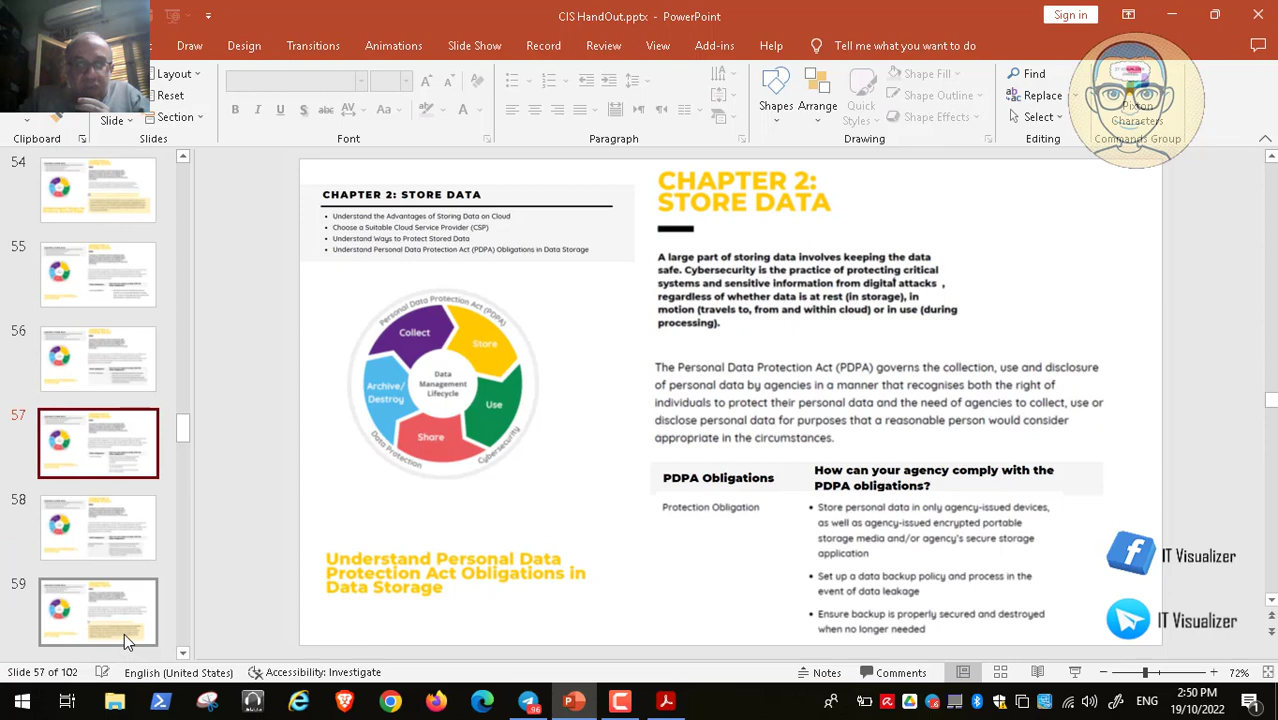 CIS HandOut.pptx - PowerPoint
Sign in
Draw
Design
Transitions
Animations
Slide Show
Record
Review
View
Add-ins
Help
Tell me what you want to do
Layout
Reset
Section
Slide
Clipboard
Slides
Font
Paragraph
Shapes
Arrange
Quick
Styles
Shape Fill
Shape Outline
Shape Effects
Find
Replace
Select
Editing
Pixton
Characters
Commands Group
54
55
56
57
58
59
CHAPTER 2: STORE DATA
Understand the Advantages of Storing Data on Cloud
Choose a Suitable Cloud Service Provider (CSP)
Understand Ways to Protect Stored Data
Understand Personal Data Protection Act (PDPA) Obligations in Data Storage
Personal Data Protection Act (PDPA)
Collect
Store
Data
Management
Lifecycle
Archive/
Destroy
Use
Share
Data Protection
Cybersecurity
Understand Personal Data
Protection Act Obligations in
Data Storage
CHAPTER 2:
STORE DATA
A large part of storing data involves keeping the data
safe. Cybersecurity is the practice of protecting critical
systems and sensitive information from digital attacks ,
regardless of whether data is at rest (in storage), in
motion (travels to, from and within cloud) or in use (during
processing).
The Personal Data Protection Act (PDPA) governs the collection, use and disclosure
of personal data by agencies in a manner that recognises both the right of
individuals to protect their personal data and the need of agencies to collect, use or
disclose personal data for purposes that a reasonable person would consider
appropriate in the circumstances.
PDPA Obligations
How can your agency comply with the
PDPA obligations?
Protection Obligation
Store personal data in only agency-issued devices,
as well as agency-issued encrypted portable
storage media and/or agency's secure storage
application
Set up a data backup policy and process in the
event of data leakage
Ensure backup is properly secured and destroyed
when no longer needed
IT Visualizer
IT Visualizer
Slide 57 of 102
English (United States)
Accessibility: Investigate
Notes
Comments
72%
96
ENG
2:50 PM
19/10/2022